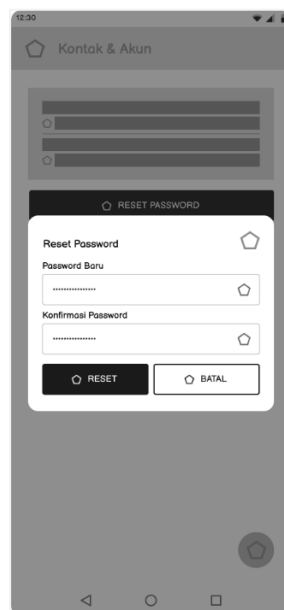 12:30
Kontak & Akun
RESET PASSWORD
Reset Password
Password Baru
Konfirmasi Password
RESET
BATAL